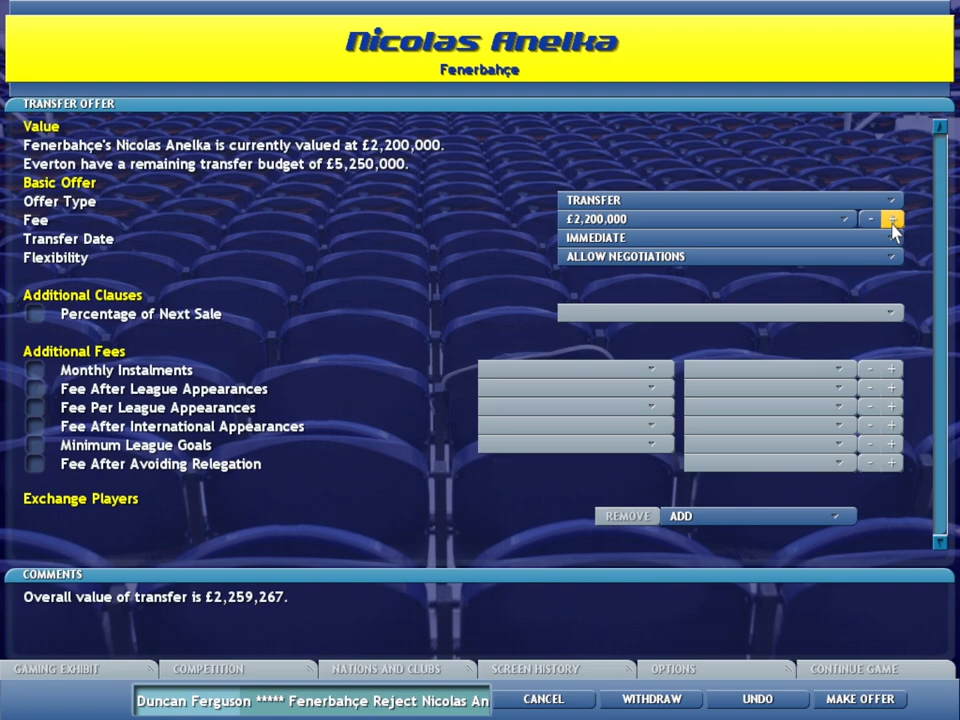 Nicolas Anelka
Fenerbahçe
TRANSFER OFFER
Value
Fenerbahçe's Nicolas Anelka is currently valued at £2,200,000.
Everton have a remaining transfer budget of £5,250,000.
Basic Offer
Offer Type TRANSFER
Fee £2,200,000 - +
Transfer Date IMMEDIATE
Flexibility ALLOW NEGOTIATIONS
Additional Clauses
Percentage of Next Sale
Additional Fees
Monthly Instalments - +
Fee After League Appearances - +
Fee Per League Appearances - +
Fee After International Appearances - +
Minimum League Goals - +
Fee After Avoiding Relegation - +
Exchange Players
REMOVE ADD
COMMENTS
Overall value of transfer is £2,259,267.
GAMING EXHIBIT COMPETITION NATIONS AND CLUBS SCREEN HISTORY OPTIONS CONTINUE GAME
Duncan Ferguson ***** Fenerbahçe Reject Nicolas An CANCEL WITHDRAW UNDO MAKE OFFER